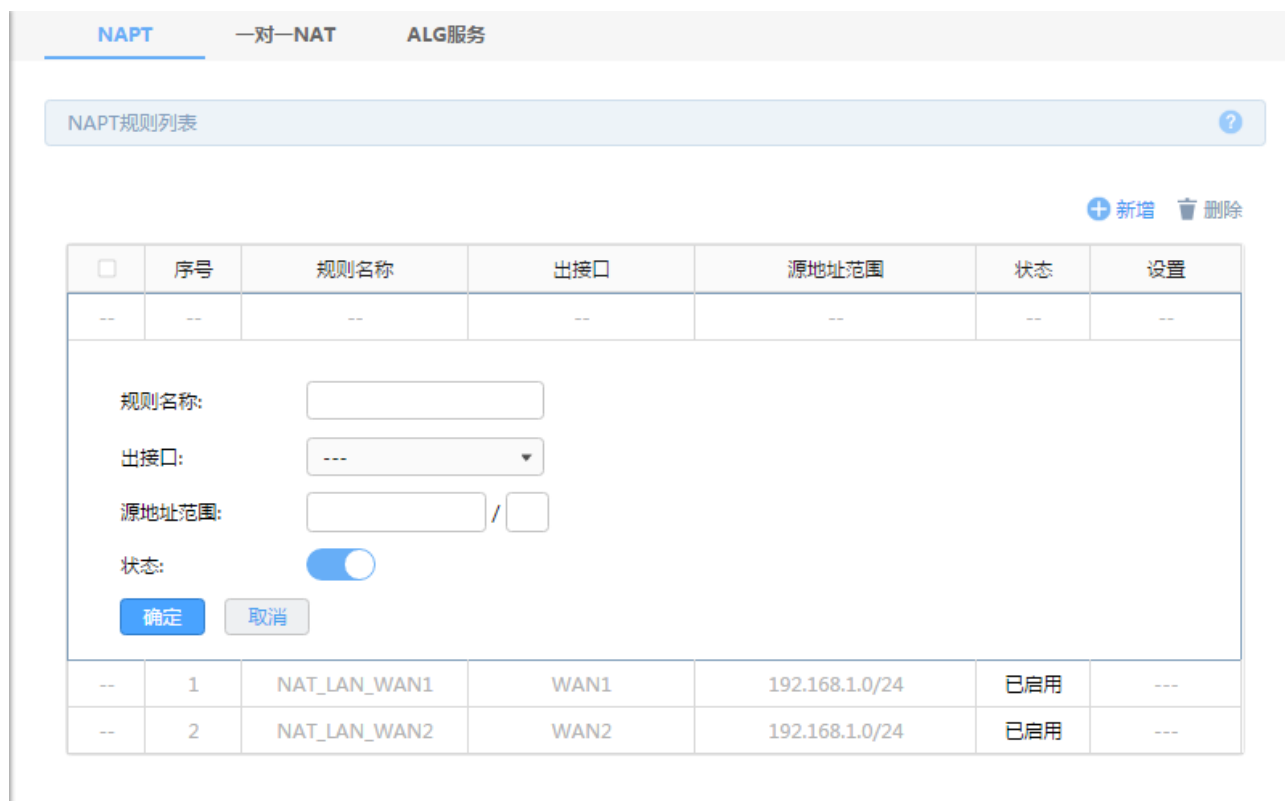 NAPT 一对一NAT ALG服务
NAPT规则列表 ?
新增 删除
序号 规则名称 出接口 源地址范围 状态 设置
-- -- -- -- -- -- --
规则名称:
出接口: ---
源地址范围: /
状态:
确定 取消
-- 1 NAT_LAN_WAN1 WAN1 192.168.1.0/24 已启用 ---
-- 2 NAT_LAN_WAN2 WAN2 192.168.1.0/24 已启用 ---